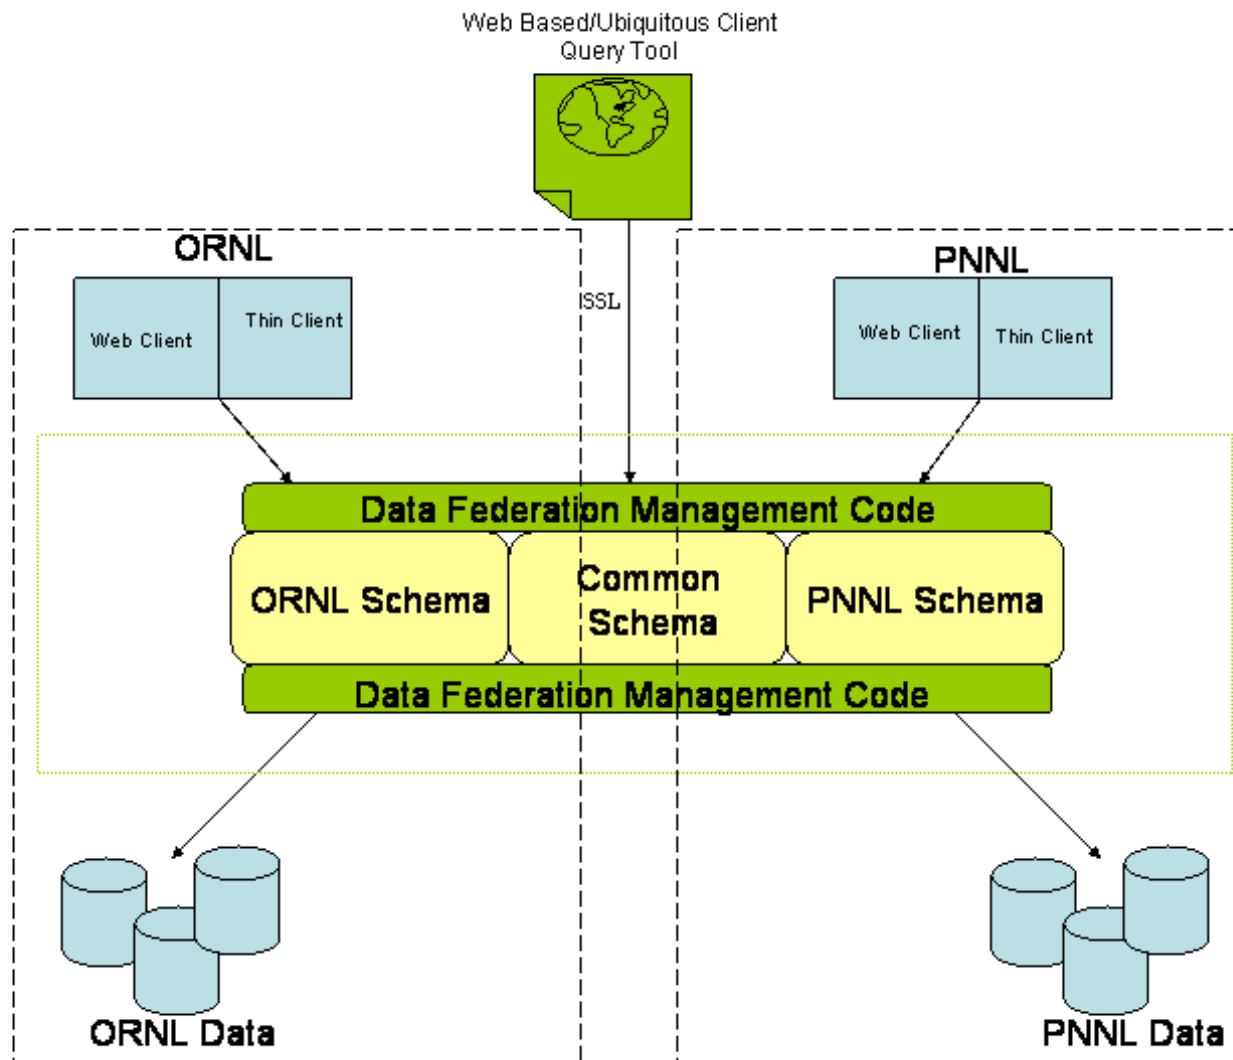 Web Based/Ubiquitous Client
Query Tool
ORNL
PNNL
Web Client
Thin Client
SSL
Web Client
Thin Client
Data Federation Management Code
ORNL Schema
Common
Schema
PNNL Schema
Data Federation Management Code
ORNL Data
PNNL Data